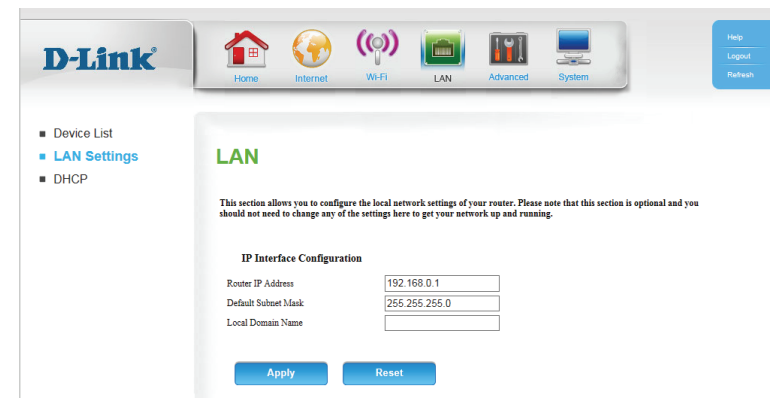 D-Link®
Home Internet Wi-Fi LAN Advanced System
Help
Logout
Refresh
Device List
LAN Settings
DHCP
LAN
This section allows you to configure the local network settings of your router. Please note that this section is optional and you
should not need to change any of the settings here to get your network up and running.
IP Interface Configuration
Router IP Address 192.168.0.1
Default Subnet Mask 255.255.255.0
Local Domain Name
Apply Reset